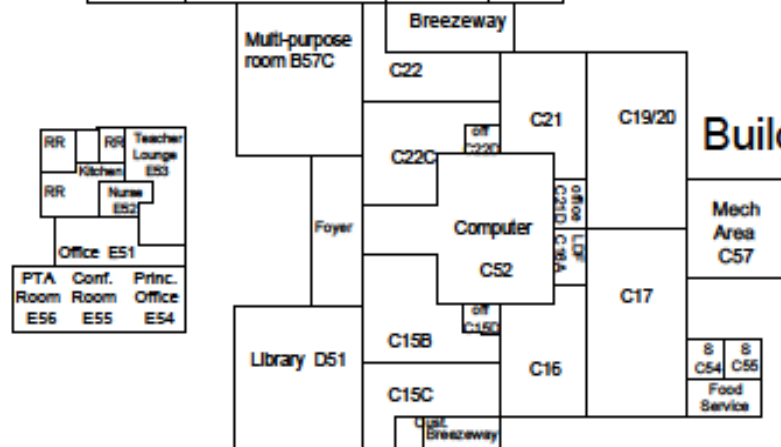 Breezeway
Multi-purpose
room B57C
C22
C21
C19/20
off
C22D
C22C
RR
RR
Teacher
Lounge
E53
Kitchen
RR
Nurse
E52
Office E51
PTA
Room
E56
Conf.
Room
E55
Princ.
Office
E54
Foyer
Computer
C52
office
C21D
LDF
C16A
Mech
Area
C57
C17
off
C15D
C15B
Library D51
C16
C15C
S
C54
S
C55
Food
Service
Cust.
Breezeway